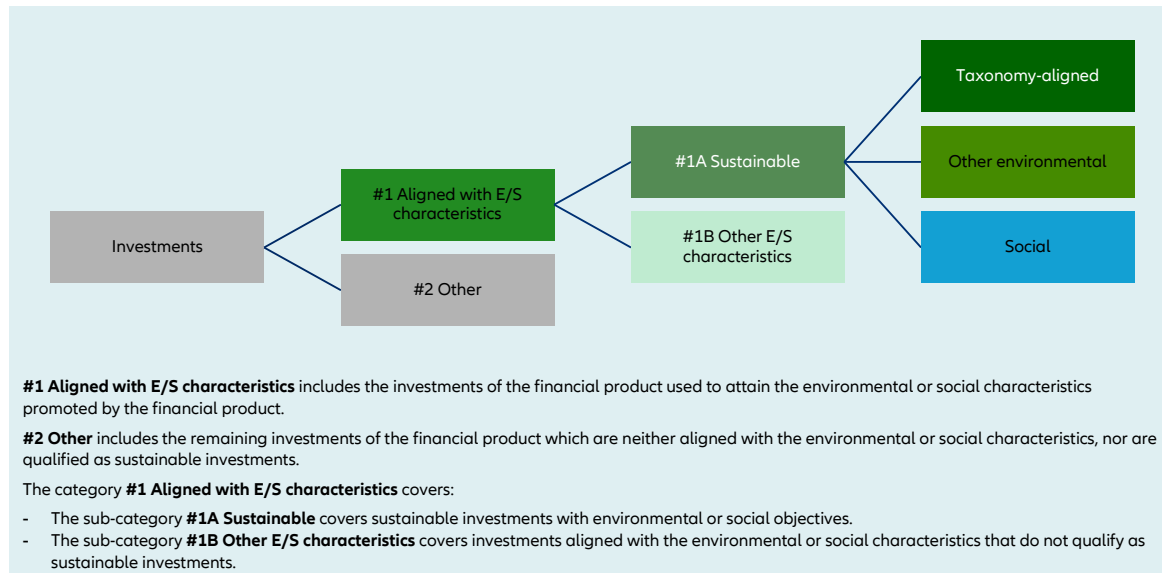 Taxonomy-aligned
#1A Sustainable
Other environmental
#1 Aligned with E/S
characteristics
Investments
#1B Other E/S
characteristics
Social
#2 Other
#1 Aligned with E/S characteristics includes the investments of the financial product used to attain the environmental or social characteristics
promoted by the financial product.
#2 Other includes the remaining investments of the financial product which are neither aligned with the environmental or social characteristics, nor are
qualified as sustainable investments.
The category #1 Aligned with E/S characteristics covers:
- The sub-category #1A Sustainable covers sustainable investments with environmental or social objectives.
- The sub-category #1B Other E/S characteristics covers investments aligned with the environmental or social characteristics that do not qualify as
sustainable investments.